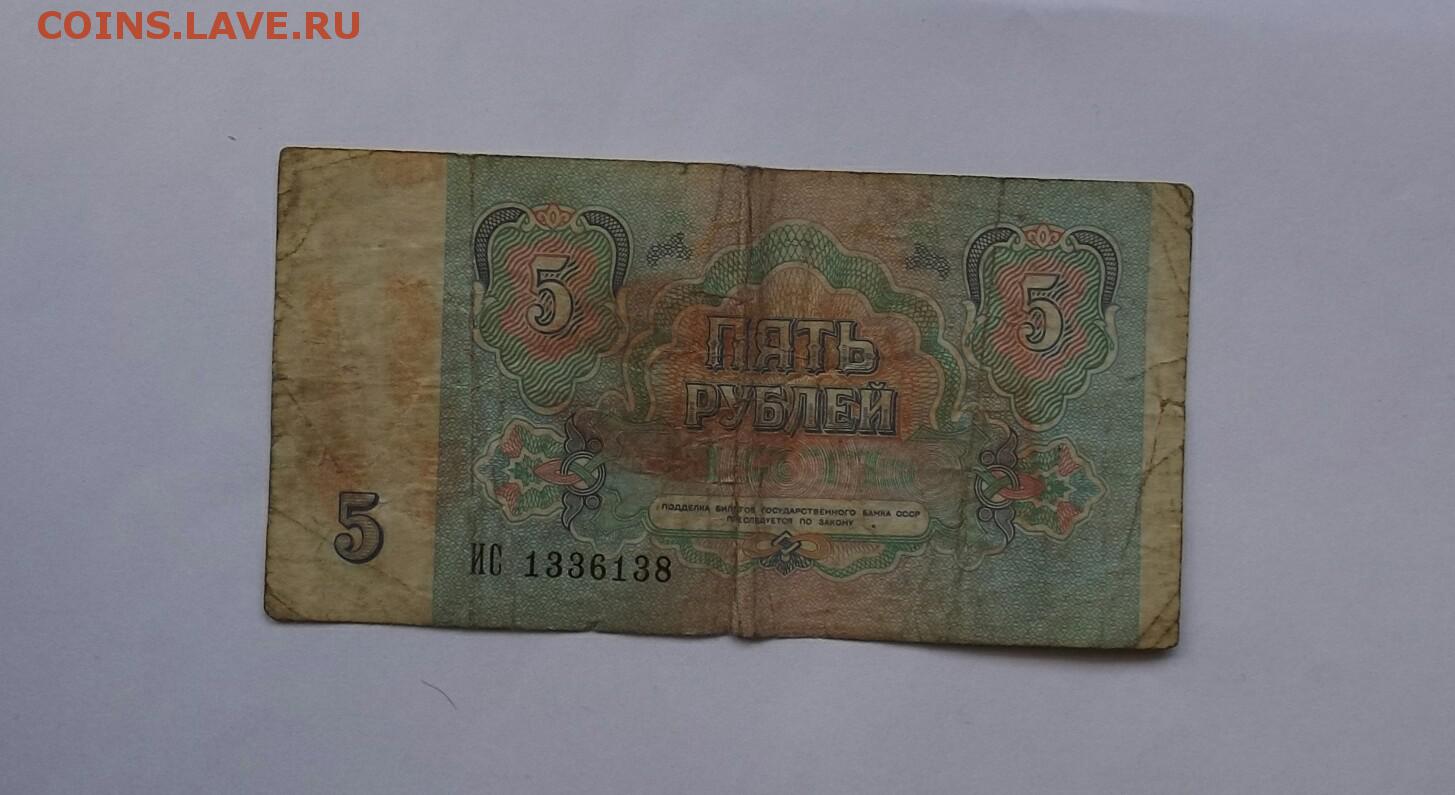 COINS.LAVE.RU
5
5
ПЯТЬ
РУБЛЕЙ
ПОДДЕЛКА БИЛЕТОВ ГОСУДАРСТВЕННОГО БАНКА СССР
ПРЕСЛЕДУЕТСЯ ПО ЗАКОНУ
5
ИС 1336138